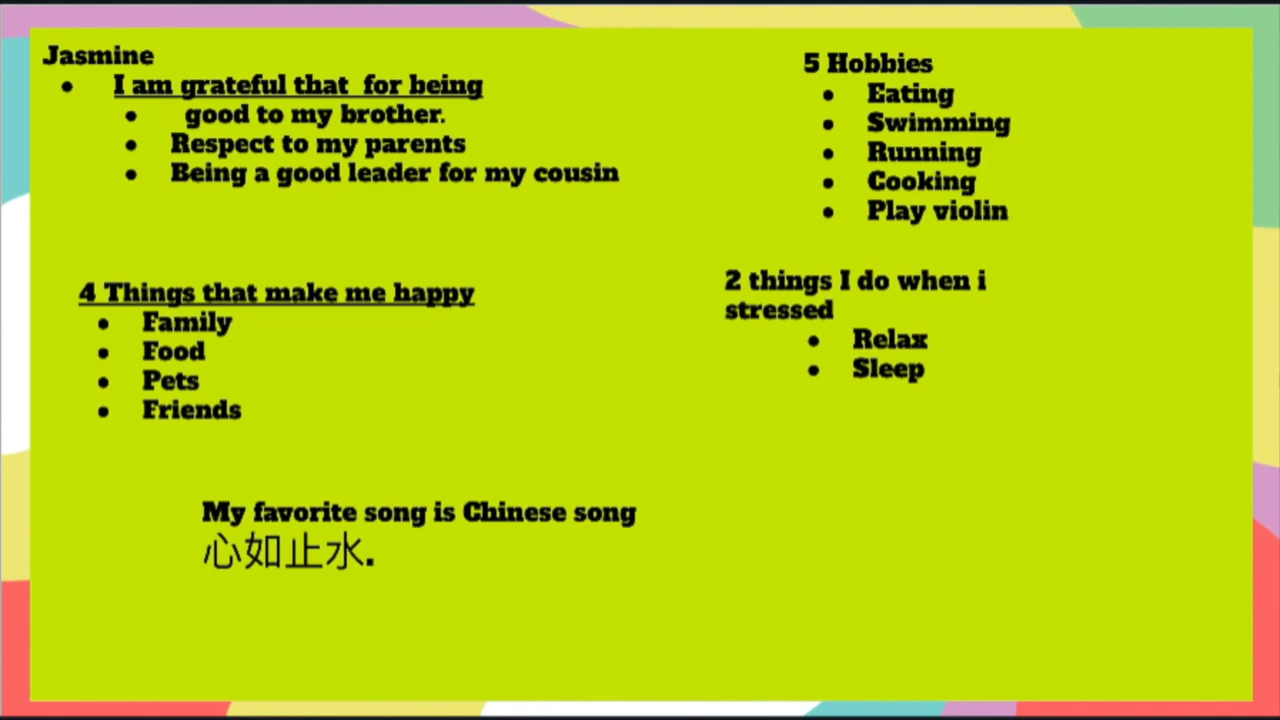 Jasmine
● I am grateful that  for being
● good to my brother.
● Respect to my parents
● Being a good leader for my cousin
5 Hobbies
● Eating
● Swimming
● Running
● Cooking
● Play violin
4 Things that make me happy
● Family
● Food
● Pets
● Friends
2 things I do when i
stressed
● Relax
● Sleep
My favorite song is Chinese song
心如止水.